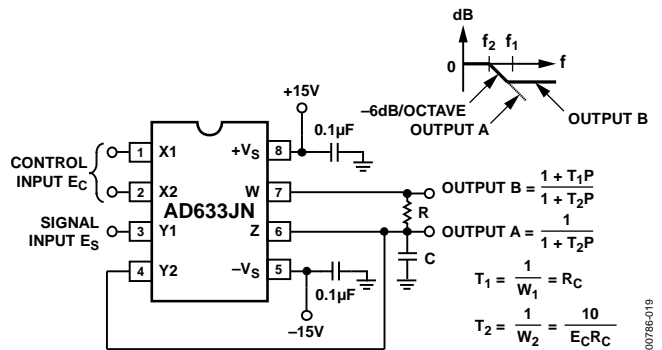 dB
f2 f1
0
f
–6dB/OCTAVE
OUTPUT A
OUTPUT B
+15V
0.1µF
CONTROL
INPUT EC
SIGNAL
INPUT ES
1 X1
2 X2
3 Y1
4 Y2
AD633JN
+VS 8
W 7
Z 6
–VS 5
R
C
0.1µF
–15V
OUTPUT B = 1 + T1P / 1 + T2P
OUTPUT A = 1 / 1 + T2P
T1 = 1 / W1 = RC
T2 = 1 / W2 = 10 / ECRC
00786-019